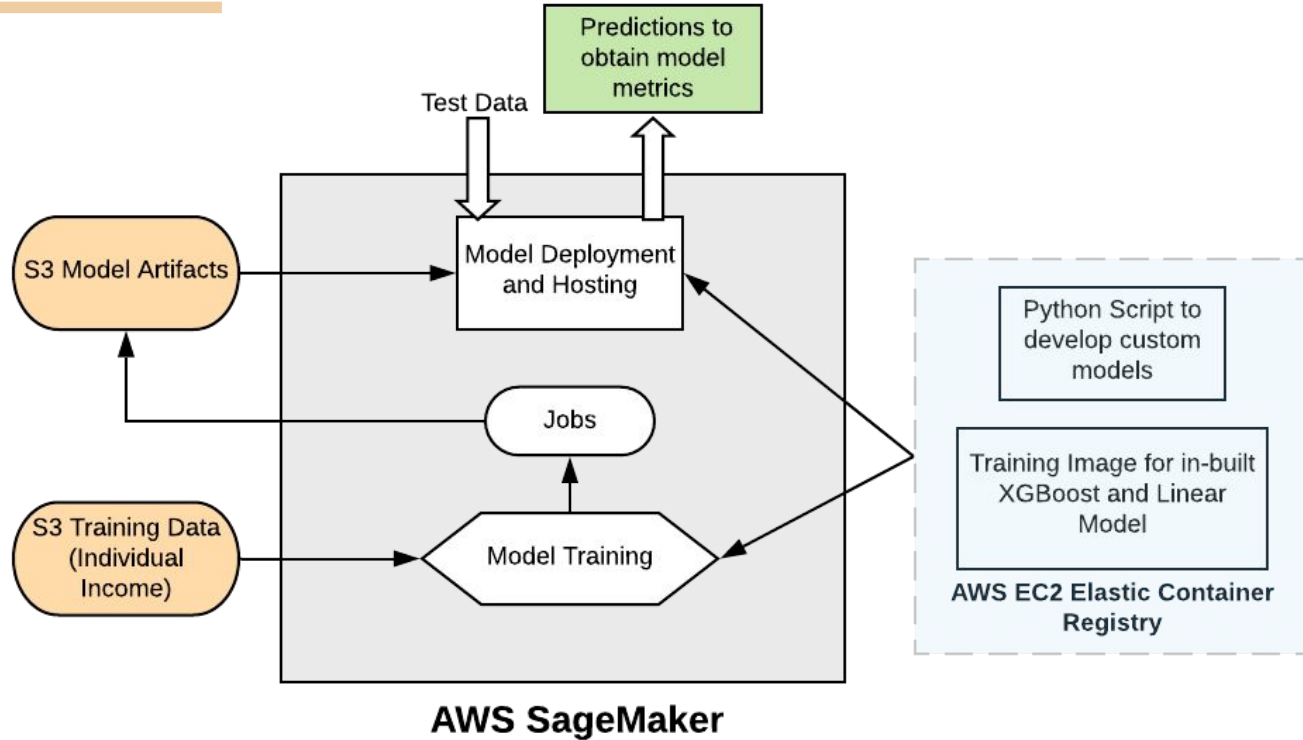 Predictions to
obtain model
metrics
Test Data
S3 Model Artifacts
Model Deployment
and Hosting
Python Script to
develop custom
models
Jobs
Training Image for in-built
XGBoost and Linear
Model
S3 Training Data
(Individual
Income)
Model Training
AWS EC2 Elastic Container
Registry
AWS SageMaker